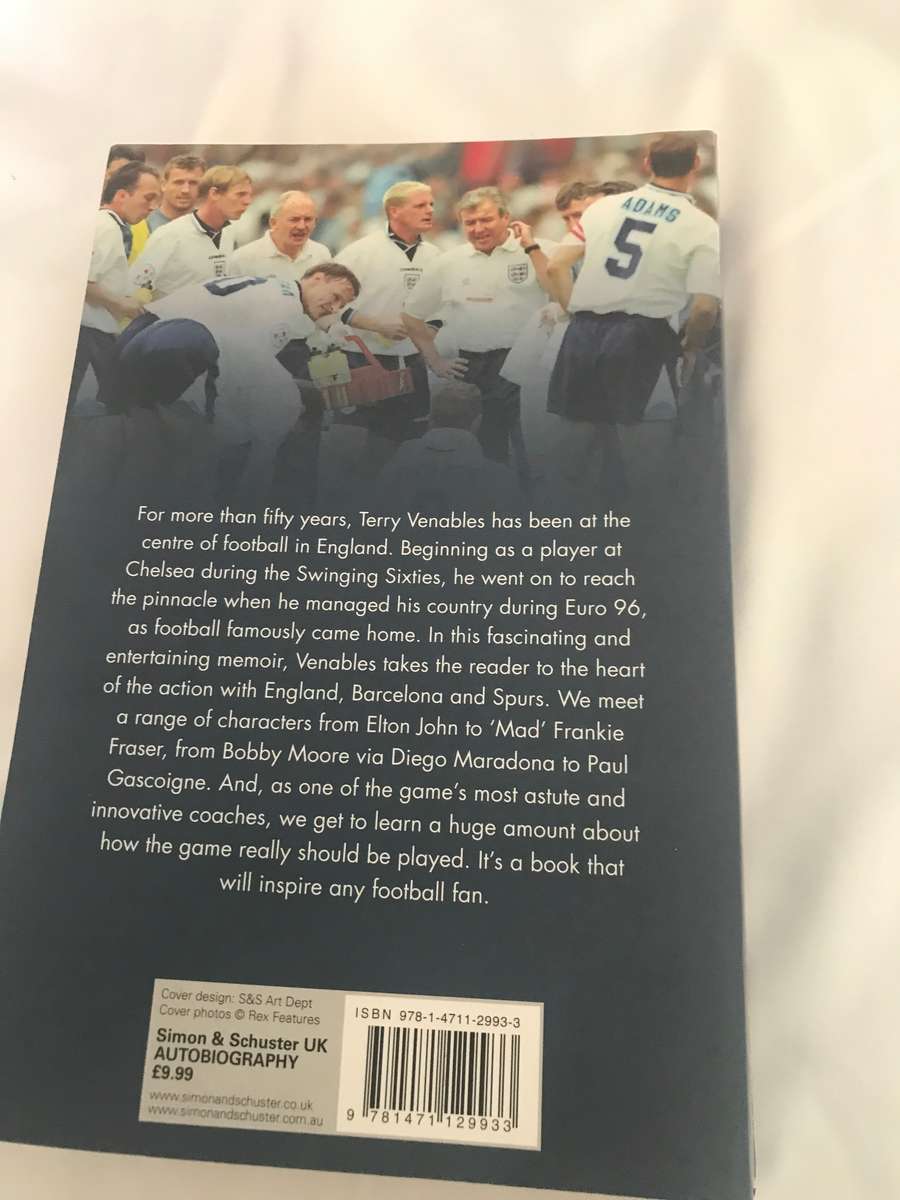 ADAMS
5
For more than fifty years, Terry Venables has been at the
centre of football in England. Beginning as a player at
Chelsea during the Swinging Sixties, he went on to reach
the pinnacle when he managed his country during Euro 96,
as football famously came home. In this fascinating and
entertaining memoir, Venables takes the reader to the heart
of the action with England, Barcelona and Spurs. We meet
a range of characters from Elton John to ‘Mad’ Frankie
Fraser, from Bobby Moore via Diego Maradona to Paul
Gascoigne. And, as one of the game’s most astute and
innovative coaches, we get to learn a huge amount about
how the game really should be played. It’s a book that
will inspire any football fan.
Cover design: S&S Art Dept
Cover photos © Rex Features
Simon & Schuster UK
AUTOBIOGRAPHY
£9.99
www.simonandschuster.co.uk
www.simonandschuster.com.au
ISBN 978-1-4711-2993-3
9 781471 129933